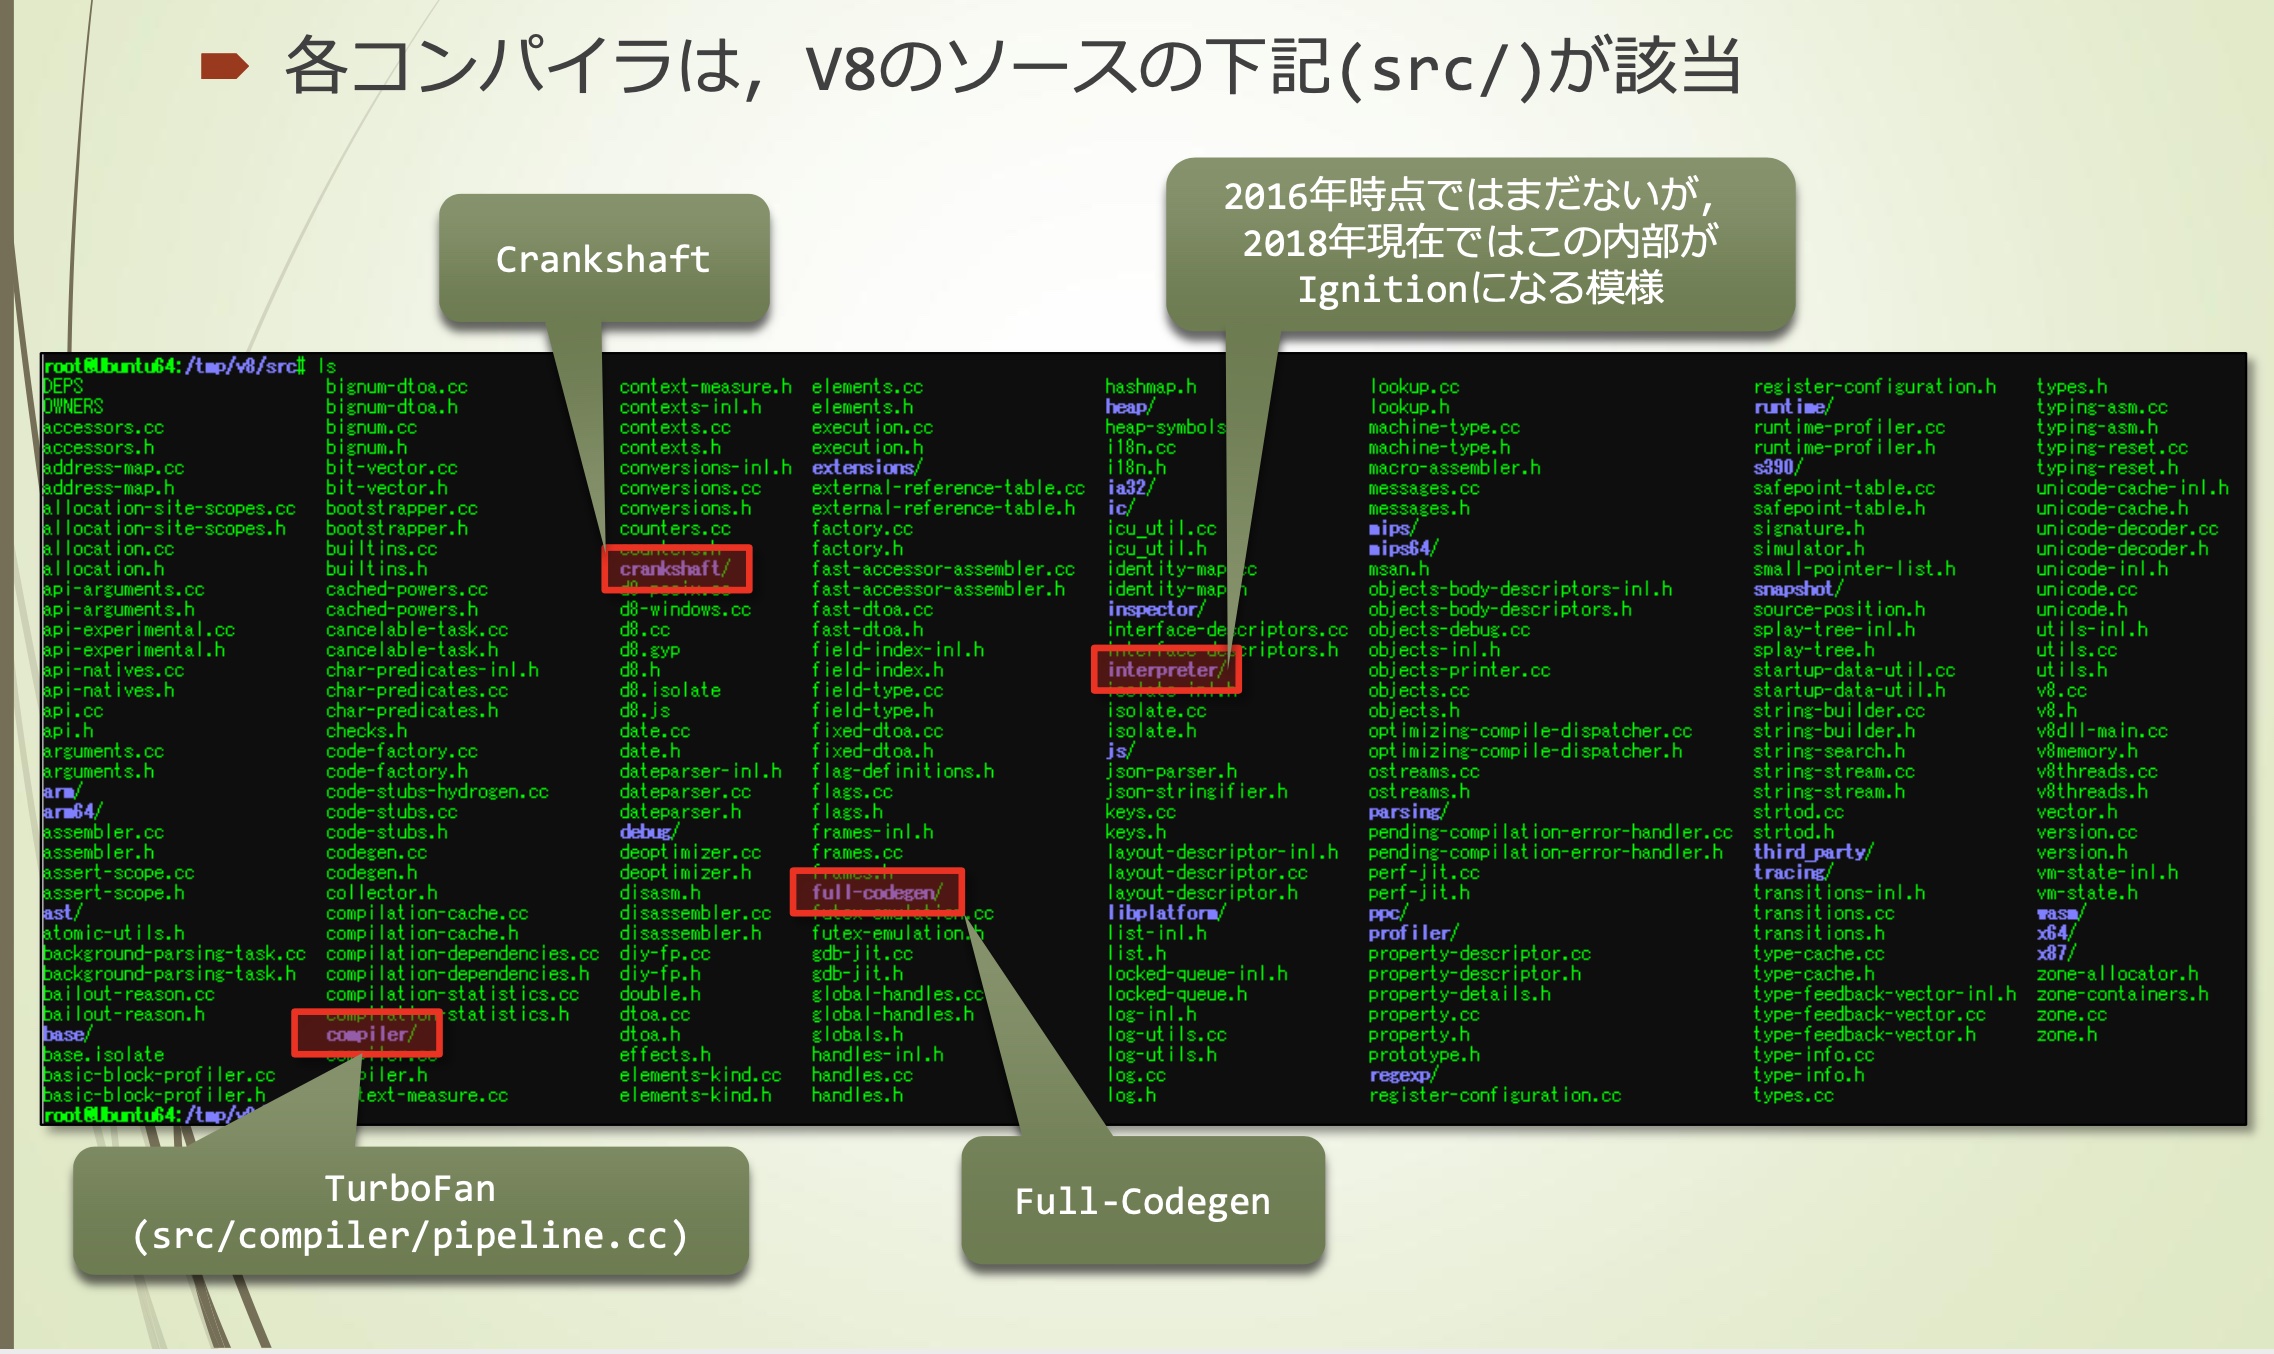 各コンパイラは，V8のソースの下記(src/)が該当
Crankshaft
2016年時点ではまだないが，
2018年現在ではこの内部が
Ignitionになる模様
root@Ubuntu64:/tmp/v8/src# ls
DEPS bignum-dtoa.cc context-measure.h elements.cc hashmap.h lookup.cc register-configuration.h types.h
OWNERS bignum-dtoa.h contexts-inl.h elements.h heap/ lookup.h runtime/ typing-asm.cc
accessors.cc bignum.cc contexts.cc execution.cc heap-symbols machine-type.cc runtime-profiler.cc typing-asm.h
accessors.h bignum.h contexts.h execution.h i18n.cc machine-type.h runtime-profiler.h typing-reset.cc
address-map.cc bit-vector.cc conversions-inl.h extensions/ i18n.h macro-assembler.h s390/ typing-reset.h
address-map.h bit-vector.h conversions.cc external-reference-table.cc ia32/ messages.cc safepoint-table.cc unicode-cache-inl.h
allocation-site-scopes.cc bootstrapper.cc conversions.h external-reference-table.h ic/ messages.h safepoint-table.h unicode-cache.h
allocation-site-scopes.h bootstrapper.h counters.cc factory.cc icu_util.cc mips/ signature.h unicode-decoder.cc
allocation.cc builtins.cc counters.h factory.h icu_util.h mips64/ simulator.h unicode-decoder.h
allocation.h builtins.h crankshaft/ fast-accessor-assembler.cc identity-map.cc msan.h small-pointer-list.h unicode-inl.h
api-arguments.cc cached-powers.cc d8-posix.cc fast-accessor-assembler.h identity-map.h objects-body-descriptors-inl.h snapshot/ unicode.cc
api-arguments.h cached-powers.h d8-windows.cc fast-dtoa.cc inspector/ objects-body-descriptors.h source-position.h unicode.h
api-experimental.cc cancelable-task.cc d8.cc fast-dtoa.h interface-descriptors.cc objects-debug.cc splay-tree-inl.h utils-inl.h
api-experimental.h cancelable-task.h d8.gyp field-index-inl.h interface-descriptors.h objects-inl.h splay-tree.h utils.cc
api-natives.cc char-predicates-inl.h d8.h field-index.h interpreter/ objects-printer.cc startup-data-util.cc utils.h
api-natives.h char-predicates.cc d8.isolate field-type.cc isolate-inl.h objects.cc startup-data-util.h v8.cc
api.cc char-predicates.h d8.js field-type.h isolate.cc objects.h string-builder.cc v8.h
api.h checks.h date.cc fixed-dtoa.cc isolate.h optimizing-compile-dispatcher.cc string-builder.h v8dll-main.cc
arguments.cc code-factory.cc date.h fixed-dtoa.h js/ optimizing-compile-dispatcher.h string-search.h v8memory.h
arguments.h code-factory.h dateparser-inl.h flag-definitions.h json-parser.h ostreams.cc string-stream.cc v8threads.cc
arm/ code-stubs-hydrogen.cc dateparser.cc flags.cc json-stringifier.h ostreams.h string-stream.h v8threads.h
arm64/ code-stubs.cc dateparser.h flags.h keys.cc parsing/ strtod.cc vector.h
assembler.cc code-stubs.h debug/ frames-inl.h keys.h pending-compilation-error-handler.cc strtod.h version.cc
assembler.h codegen.cc deoptimizer.cc frames.cc layout-descriptor-inl.h pending-compilation-error-handler.h third_party/ version.h
assert-scope.cc codegen.h deoptimizer.h frames.h layout-descriptor.cc perf-jit.cc tracing/ vm-state-inl.h
assert-scope.h collector.h disasm.h full-codegen/ layout-descriptor.h perf-jit.h transitions-inl.h vm-state.h
ast/ compilation-cache.cc disassembler.cc futex-emulation.cc libplatform/ ppc/ transitions.cc wasm/
atomic-utils.h compilation-cache.h disassembler.h futex-emulation.h list-inl.h profiler/ transitions.h x64/
background-parsing-task.cc compilation-dependencies.cc diy-fp.cc gdb-jit.cc list.h property-descriptor.cc type-cache.cc x87/
background-parsing-task.h compilation-dependencies.h diy-fp.h gdb-jit.h locked-queue-inl.h property-descriptor.h type-cache.h zone-allocator.h
bailout-reason.cc compilation-statistics.cc double.h global-handles.cc locked-queue.h property-details.h type-feedback-vector-inl.h zone-containers.h
bailout-reason.h compilation-statistics.h dtoa.cc global-handles.h log-inl.h property.cc type-feedback-vector.cc zone.cc
base/ compiler/ dtoa.h globals.h log-utils.cc property.h type-feedback-vector.h zone.h
base.isolate compiler.cc effects.h handles-inl.h log-utils.h prototype.h type-info.cc
basic-block-profiler.cc piler.h elements-kind.cc handles.cc log.cc regexp/ type-info.h
basic-block-profiler.h text-measure.cc elements-kind.h handles.h log.h register-configuration.cc types.cc
root@Ubuntu64:/tmp/v8
TurboFan
(src/compiler/pipeline.cc)
Full-Codegen